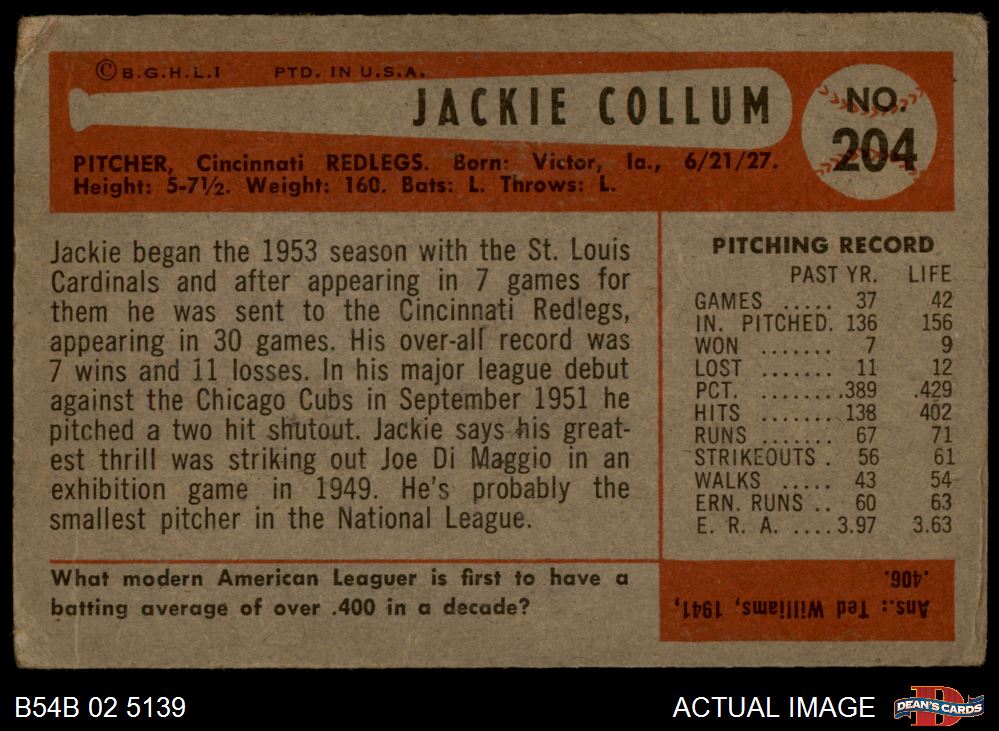 © B.G.H.L.I PTD. IN U.S.A.
JACKIE COLLUM
NO.
204
PITCHER, Cincinnati REDLEGS. Born: Victor, Ia., 6/21/27.
Height: 5-7½. Weight: 160. Bats: L. Throws: L.
Jackie began the 1953 season with the St. Louis
Cardinals and after appearing in 7 games for
them he was sent to the Cincinnati Redlegs,
appearing in 30 games. His over-all record was
7 wins and 11 losses. In his major league debut
against the Chicago Cubs in September 1951 he
pitched a two hit shutout. Jackie says his great-
est thrill was striking out Joe Di Maggio in an
exhibition game in 1949. He's probably the
smallest pitcher in the National League.
PITCHING RECORD
PAST YR. LIFE
GAMES ..... 37 42
IN. PITCHED. 136 156
WON ....... 7 9
LOST ....... 11 12
PCT. ........389 .429
HITS ....... 138 402
RUNS ....... 67 71
STRIKEOUTS . 56 61
WALKS ..... 43 54
ERN. RUNS .. 60 63
E. R. A. ....3.97 3.63
What modern American Leaguer is first to have a
batting average of over .400 in a decade?
Ans.: Ted Williams, 1941,
.406.
B54B 02 5139
ACTUAL IMAGE
DEAN'S CARDS